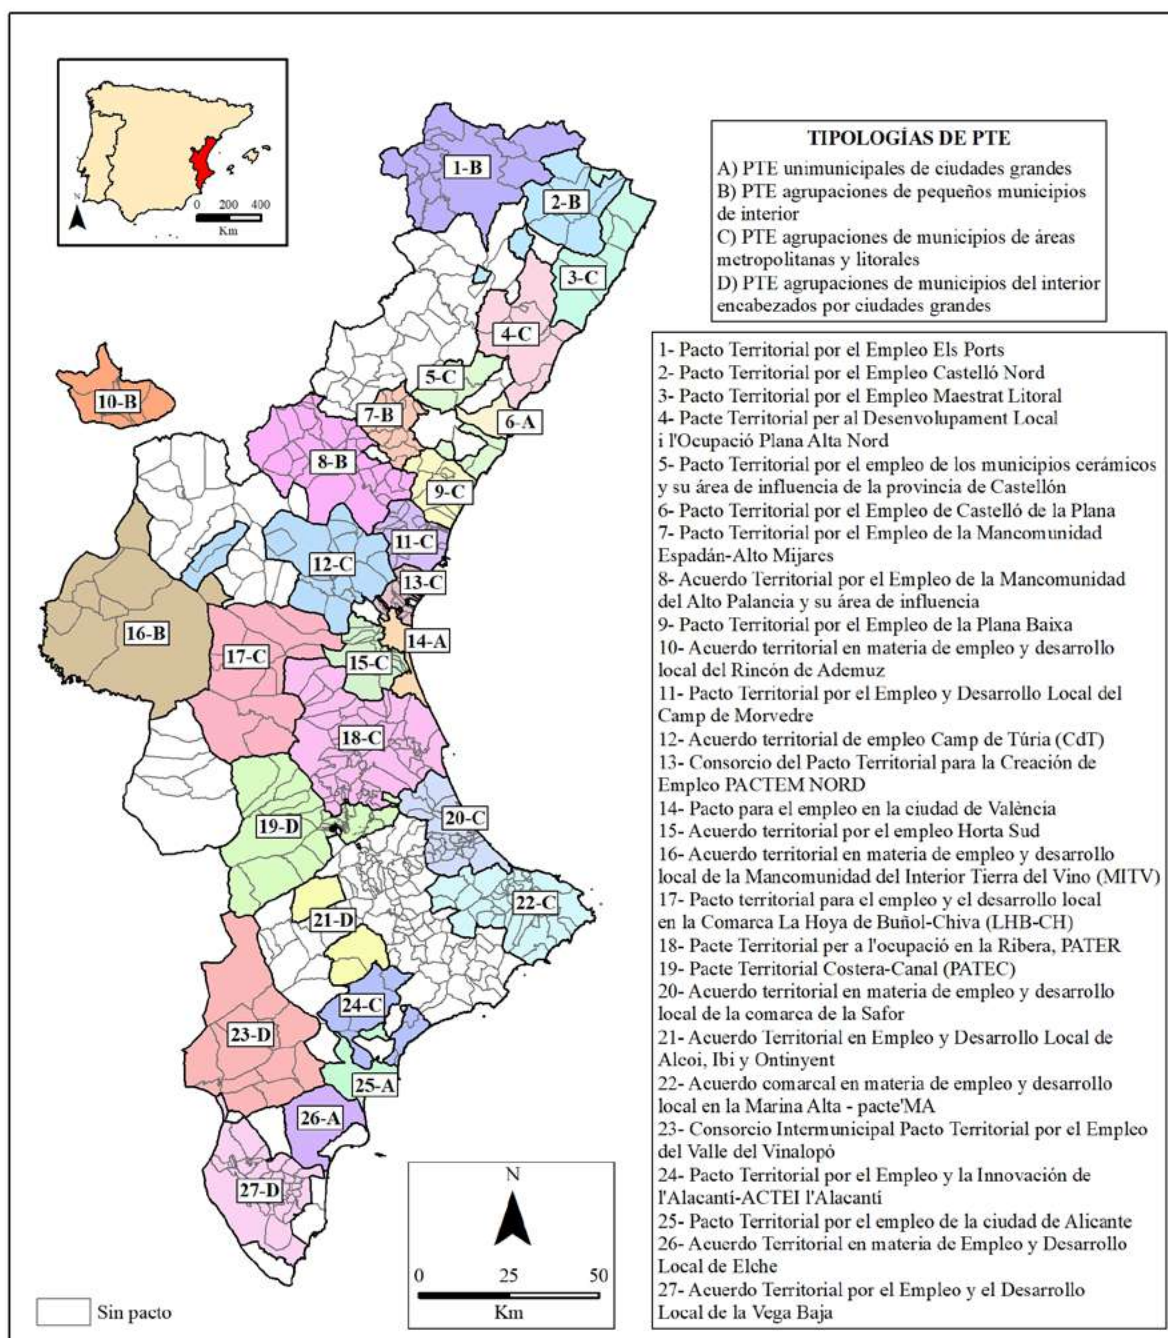 N
0 200 400
Km
1-B
2-B
3-C
4-C
5-C
6-A
7-B
8-B
9-C
10-B
11-C
12-C
13-C
14-A
15-C
16-B
17-C
18-C
19-D
20-C
21-D
22-C
23-D
24-C
25-A
26-A
27-D
Sin pacto
N
0 25 50
Km
TIPOLOGÍAS DE PTE
A) PTE unimunicipales de ciudades grandes
B) PTE agrupaciones de pequeños municipios
de interior
C) PTE agrupaciones de municipios de áreas
metropolitanas y litorales
D) PTE agrupaciones de municipios del interior
encabezados por ciudades grandes
1- Pacto Territorial por el Empleo Els Ports
2- Pacto Territorial por el Empleo Castelló Nord
3- Pacto Territorial por el Empleo Maestrat Litoral
4- Pacte Territorial per al Desenvolupament Local
i l'Ocupació Plana Alta Nord
5- Pacto Territorial por el empleo de los municipios cerámicos
y su área de influencia de la provincia de Castellón
6- Pacto Territorial por el Empleo de Castelló de la Plana
7- Pacto Territorial por el Empleo de la Mancomunidad
Espadán-Alto Mijares
8- Acuerdo Territorial por el Empleo de la Mancomunidad
del Alto Palancia y su área de influencia
9- Pacto Territorial por el Empleo de la Plana Baixa
10- Acuerdo territorial en materia de empleo y desarrollo
local del Rincón de Ademuz
11- Pacto Territorial por el Empleo y Desarrollo Local del
Camp de Morvedre
12- Acuerdo territorial de empleo Camp de Túria (CdT)
13- Consorcio del Pacto Territorial para la Creación de
Empleo PACTEM NORD
14- Pacto para el empleo en la ciudad de València
15- Acuerdo territorial por el empleo Horta Sud
16- Acuerdo territorial en materia de empleo y desarrollo
local de la Mancomunidad del Interior Tierra del Vino (MITV)
17- Pacto territorial para el empleo y el desarrollo local
en la Comarca La Hoya de Buñol-Chiva (LHB-CH)
18- Pacte Territorial per a l'ocupació en la Ribera, PATER
19- Pacte Territorial Costera-Canal (PATEC)
20- Acuerdo territorial en materia de empleo y desarrollo
local de la comarca de la Safor
21- Acuerdo Territorial en Empleo y Desarrollo Local de
Alcoi, Ibi y Ontinyent
22- Acuerdo comarcal en materia de empleo y desarrollo
local en la Marina Alta - pacte'MA
23- Consorcio Intermunicipal Pacto Territorial por el Empleo
del Valle del Vinalopó
24- Pacto Territorial por el Empleo y la Innovación de
l'Alacantí-ACTEI l'Alacantí
25- Pacto Territorial por el empleo de la ciudad de Alicante
26- Acuerdo Territorial en materia de Empleo y Desarrollo
Local de Elche
27- Acuerdo Territorial por el Empleo y el Desarrollo
Local de la Vega Baja